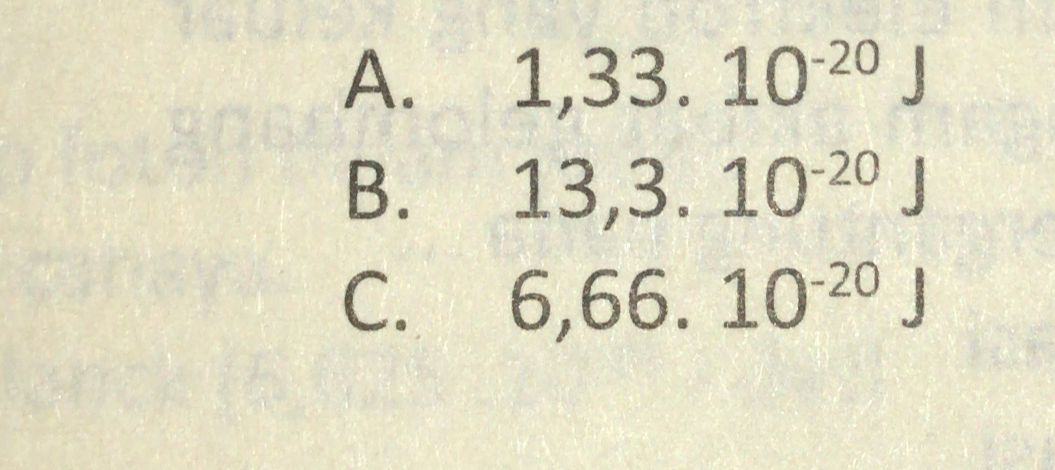 A. 1,33. 10⁻²⁰ J
B. 13,3. 10⁻²⁰ J
C. 6,66. 10⁻²⁰ J